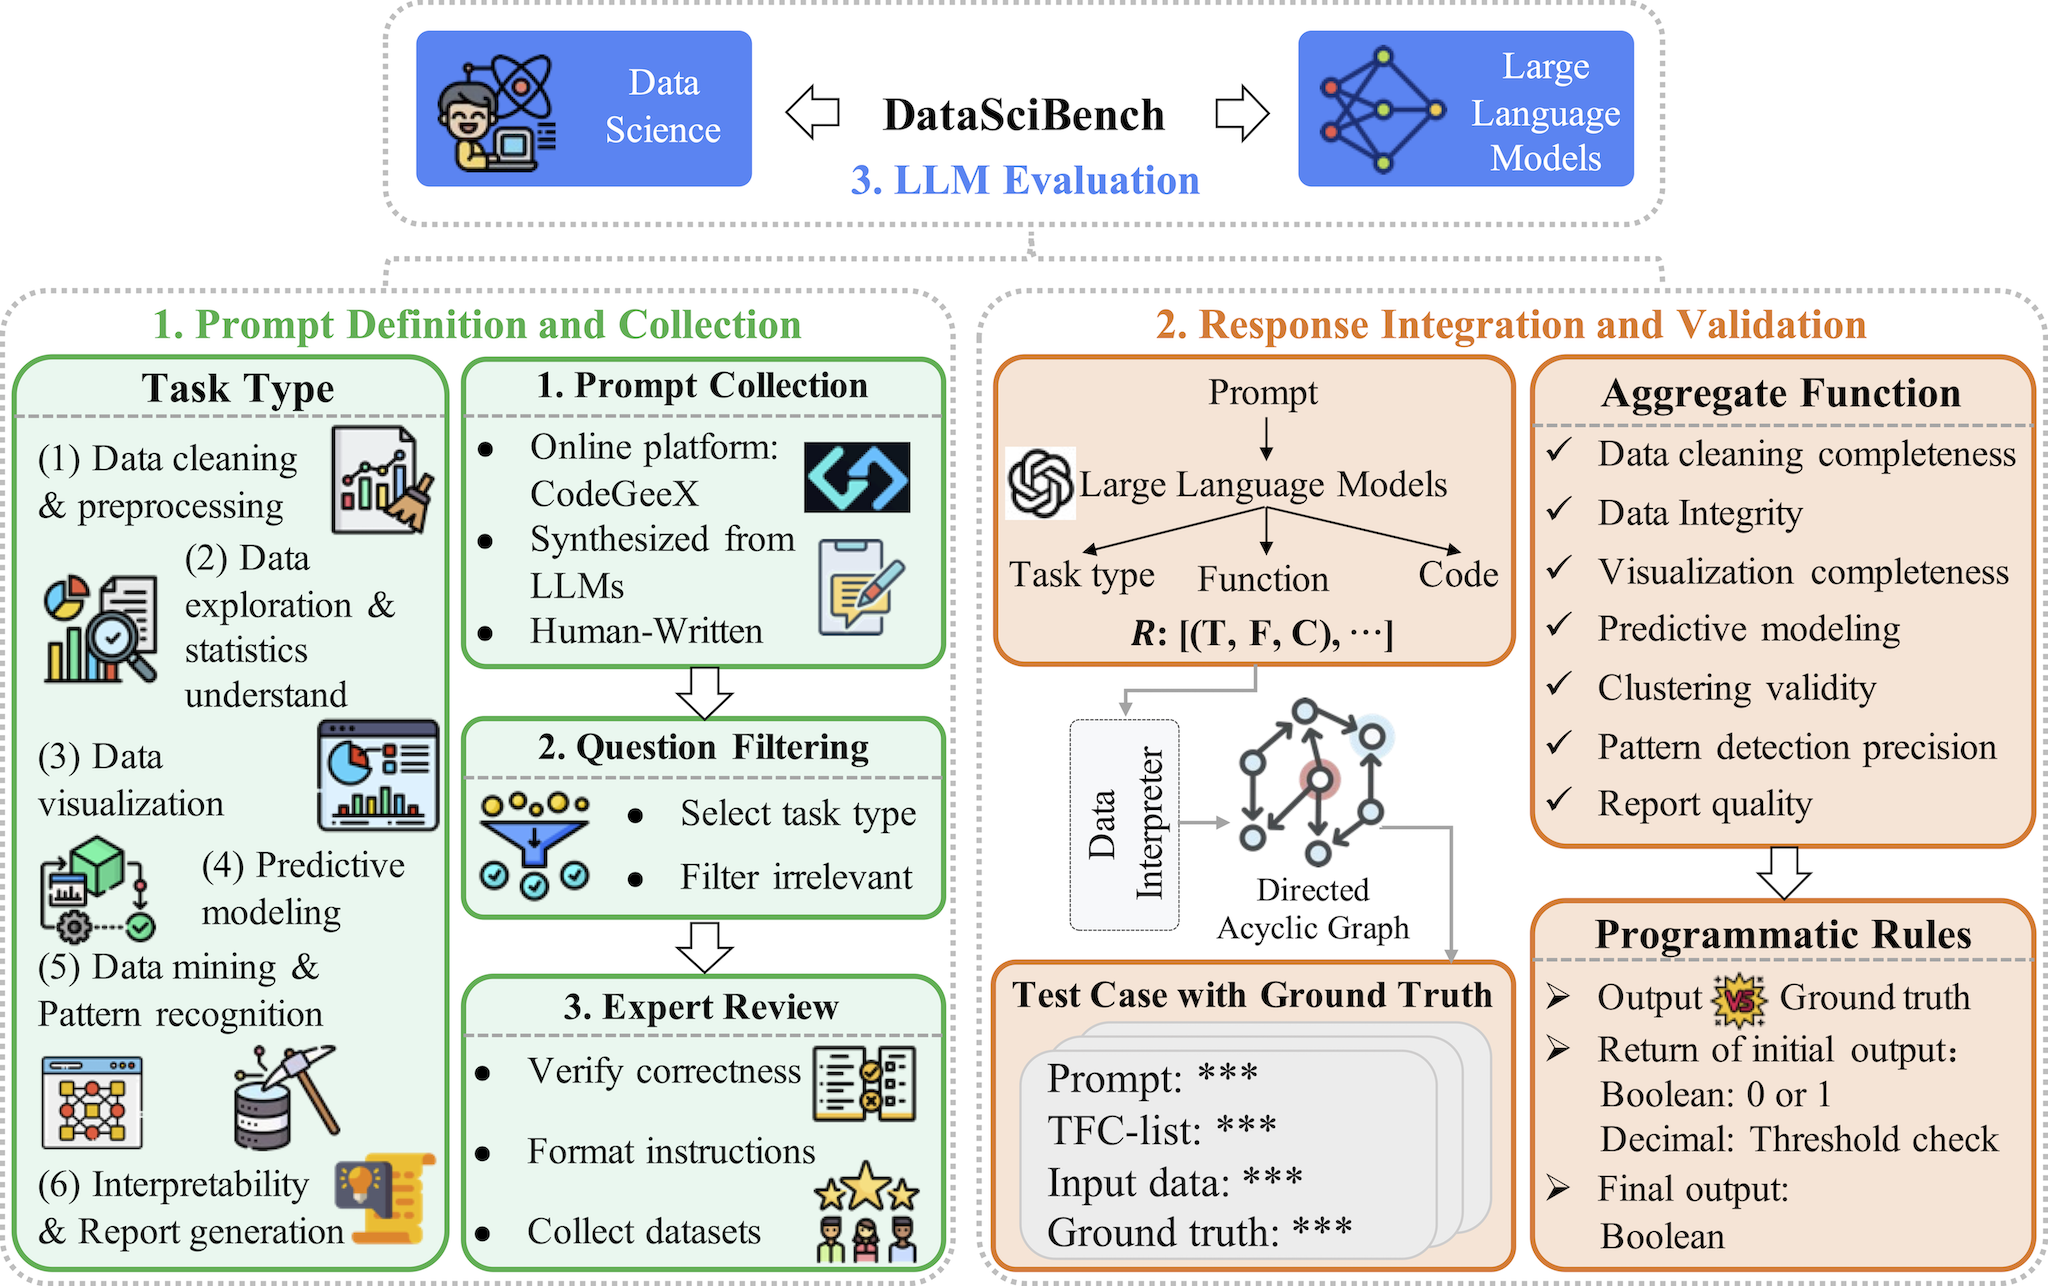 Data
Science
DataSciBench
3. LLM Evaluation
Large
Language
Models
1. Prompt Definition and Collection
Task Type
(1) Data cleaning
& preprocessing
(2) Data
exploration &
statistics
understand
(3) Data
visualization
(4) Predictive
modeling
(5) Data mining &
Pattern recognition
(6) Interpretability
& Report generation
1. Prompt Collection
● Online platform:
CodeGeeX
● Synthesized from
LLMs
● Human-Written
2. Question Filtering
● Select task type
● Filter irrelevant
3. Expert Review
● Verify correctness
● Format instructions
● Collect datasets
2. Response Integration and Validation
Prompt
Large Language Models
Task type Function Code
R: [(T, F, C), ⋯]
Data
Interpreter
Directed
Acyclic Graph
Test Case with Ground Truth
Prompt: ***
TFC-list: ***
Input data: ***
Ground truth: ***
Aggregate Function
✓ Data cleaning completeness
✓ Data Integrity
✓ Visualization completeness
✓ Predictive modeling
✓ Clustering validity
✓ Pattern detection precision
✓ Report quality
Programmatic Rules
➢ Output VS Ground truth
➢ Return of initial output:
Boolean: 0 or 1
Decimal: Threshold check
➢ Final output:
Boolean